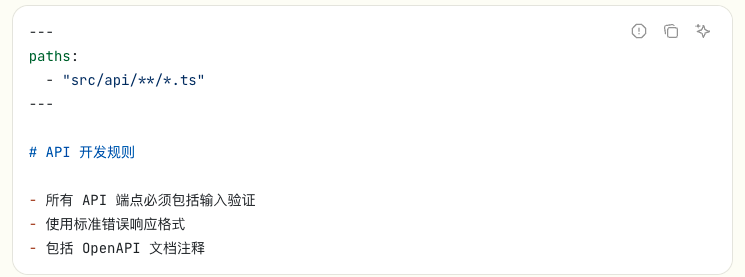 ---
paths:
  - "src/api/**/*.ts"
---
# API 开发规则
- 所有 API 端点必须包括输入验证
- 使用标准错误响应格式
- 包括 OpenAPI 文档注释